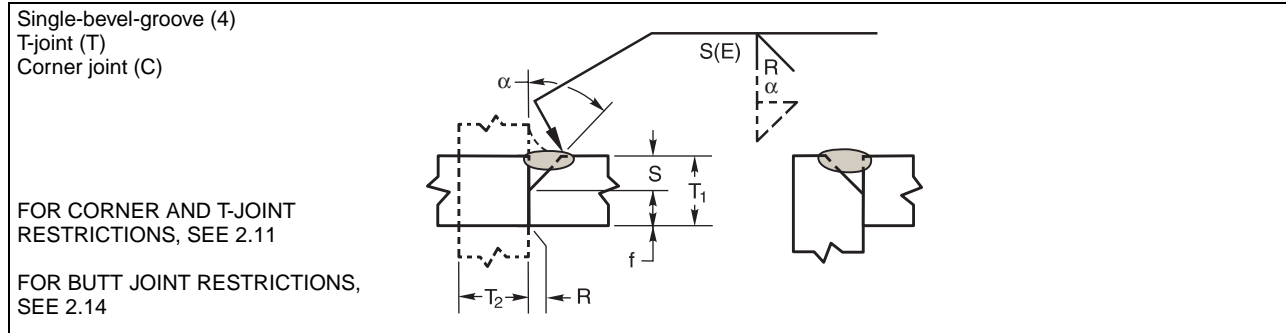 Single-bevel-groove (4)
T-joint (T)
Corner joint (C)
S(E)
R
α
α
S
T₁
FOR CORNER AND T-JOINT
RESTRICTIONS, SEE 2.11
f
FOR BUTT JOINT RESTRICTIONS,
SEE 2.14
T₂
R